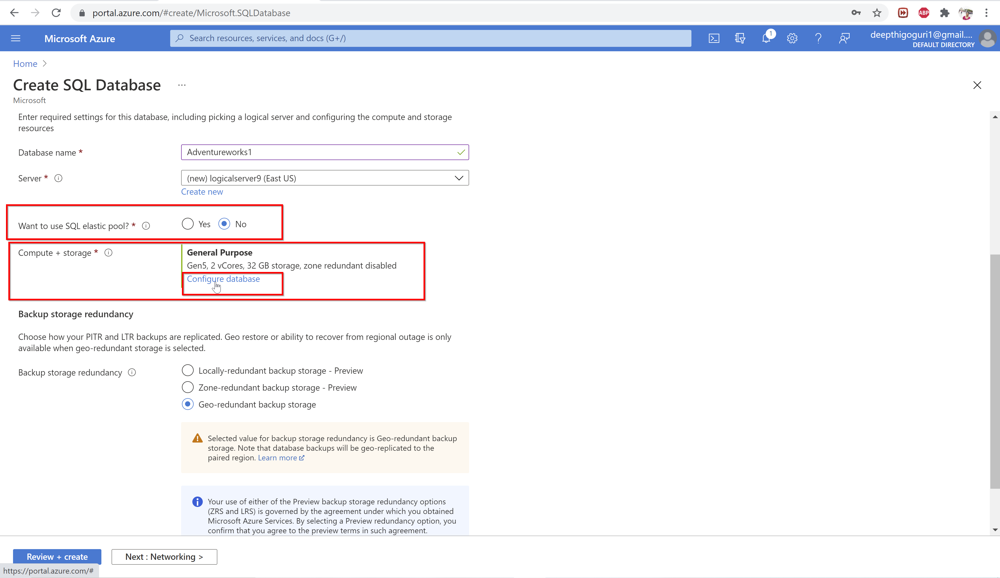 portal.azure.com/#create/Microsoft.SQLDatabase
ABP
Microsoft Azure
Search resources, services, and docs (G+/)
1
deepthigoguri1@gmail....
DEFAULT DIRECTORY
Home >
Create SQL Database ...
Microsoft
Enter required settings for this database, including picking a logical server and configuring the compute and storage
resources
Database name * Adventureworks1
Server * (new) logicalserver9 (East US)
Create new
Want to use SQL elastic pool? * Yes No
Compute + storage * General Purpose
Gen5, 2 vCores, 32 GB storage, zone redundant disabled
Configure database
Backup storage redundancy
Choose how your PITR and LTR backups are replicated. Geo restore or ability to recover from regional outage is only
available when geo-redundant storage is selected.
Backup storage redundancy Locally-redundant backup storage - Preview
Zone-redundant backup storage - Preview
Geo-redundant backup storage
Selected value for backup storage redundancy is Geo-redundant backup
storage. Note that database backups will be geo-replicated to the
paired region. Learn more
Your use of either of the Preview backup storage redundancy options
(ZRS and LRS) is governed by the agreement under which you obtained
Microsoft Azure Services. By selecting a Preview redundancy option, you
confirm that you agree to the preview terms in such agreement.
Review + create Next : Networking >
https://portal.azure.com/#